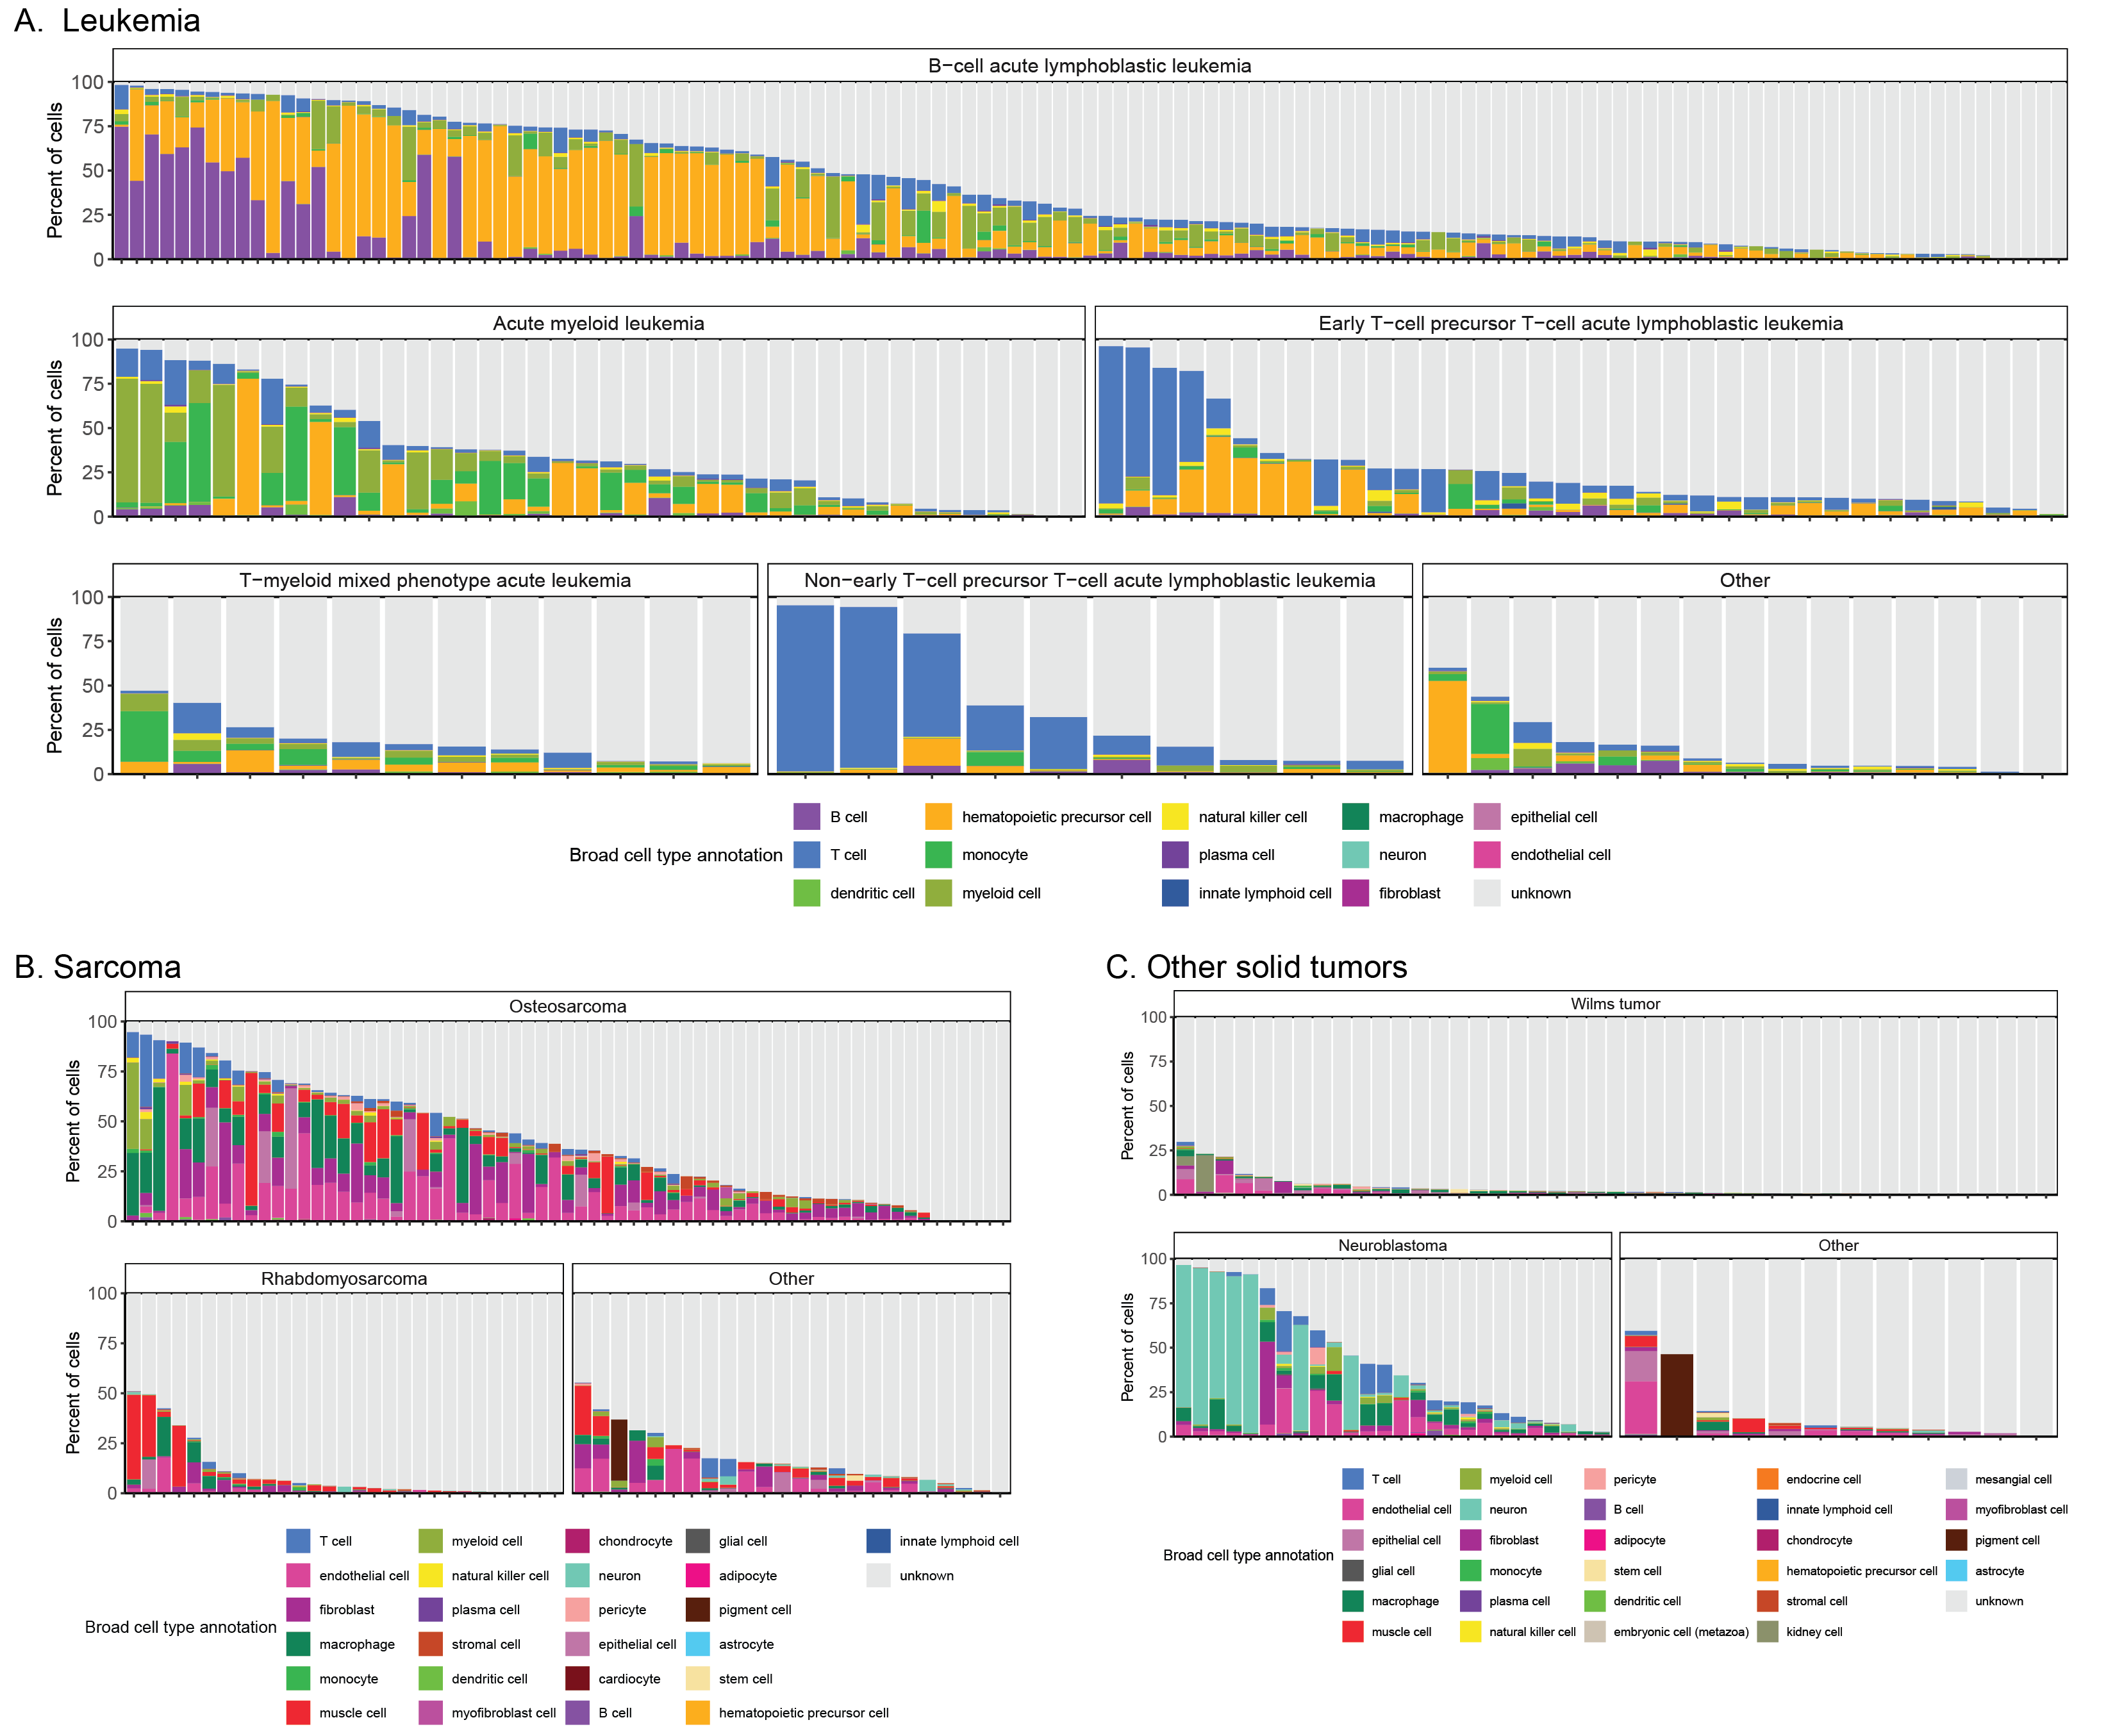 A. Leukemia
B−cell acute lymphoblastic leukemia
Percent of cells
100
75
50
25
0
Acute myeloid leukemia
Early T−cell precursor T−cell acute lymphoblastic leukemia
Percent of cells
100
75
50
25
0
T−myeloid mixed phenotype acute leukemia
Non−early T−cell precursor T−cell acute lymphoblastic leukemia
Other
Percent of cells
100
75
50
25
0
Broad cell type annotation
B cell
hematopoietic precursor cell
natural killer cell
macrophage
epithelial cell
T cell
monocyte
plasma cell
neuron
endothelial cell
dendritic cell
myeloid cell
innate lymphoid cell
fibroblast
unknown
B. Sarcoma
Osteosarcoma
Percent of cells
100
75
50
25
0
Rhabdomyosarcoma
Other
Percent of cells
100
75
50
25
0
Broad cell type annotation
T cell
myeloid cell
chondrocyte
glial cell
innate lymphoid cell
endothelial cell
natural killer cell
neuron
adipocyte
unknown
fibroblast
plasma cell
pericyte
pigment cell
macrophage
stromal cell
epithelial cell
astrocyte
monocyte
dendritic cell
cardiocyte
stem cell
muscle cell
myofibroblast cell
B cell
hematopoietic precursor cell
C. Other solid tumors
Wilms tumor
Percent of cells
100
75
50
25
0
Neuroblastoma
Other
Percent of cells
100
75
50
25
0
Broad cell type annotation
T cell
myeloid cell
pericyte
endocrine cell
mesangial cell
endothelial cell
neuron
B cell
innate lymphoid cell
myofibroblast cell
epithelial cell
fibroblast
adipocyte
chondrocyte
pigment cell
glial cell
monocyte
stem cell
hematopoietic precursor cell
astrocyte
macrophage
plasma cell
dendritic cell
stromal cell
unknown
muscle cell
natural killer cell
embryonic cell (metazoa)
kidney cell